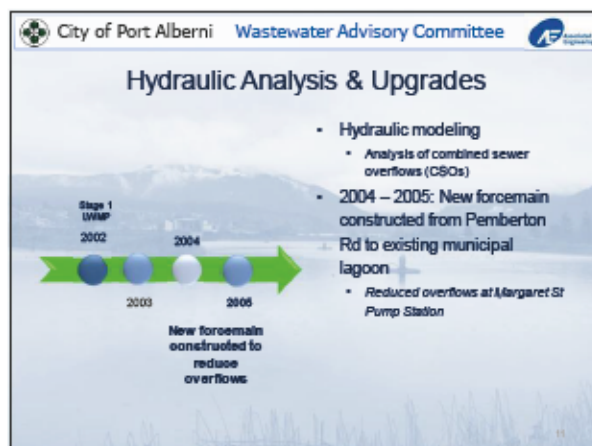 City of Port Alberni Wastewater Advisory Committee
Associated
Engineering
Hydraulic Analysis & Upgrades
▪ Hydraulic modeling
▪ Analysis of combined sewer
overflows (CSOs)
▪ 2004 – 2005: New forcemain
constructed from Pemberton
Rd to existing municipal
lagoon
▪ Reduced overflows at Margaret St
Pump Station
Stage 1
LWMP
2002
2004
2003
2005
New forcemain
constructed to
reduce
overflows